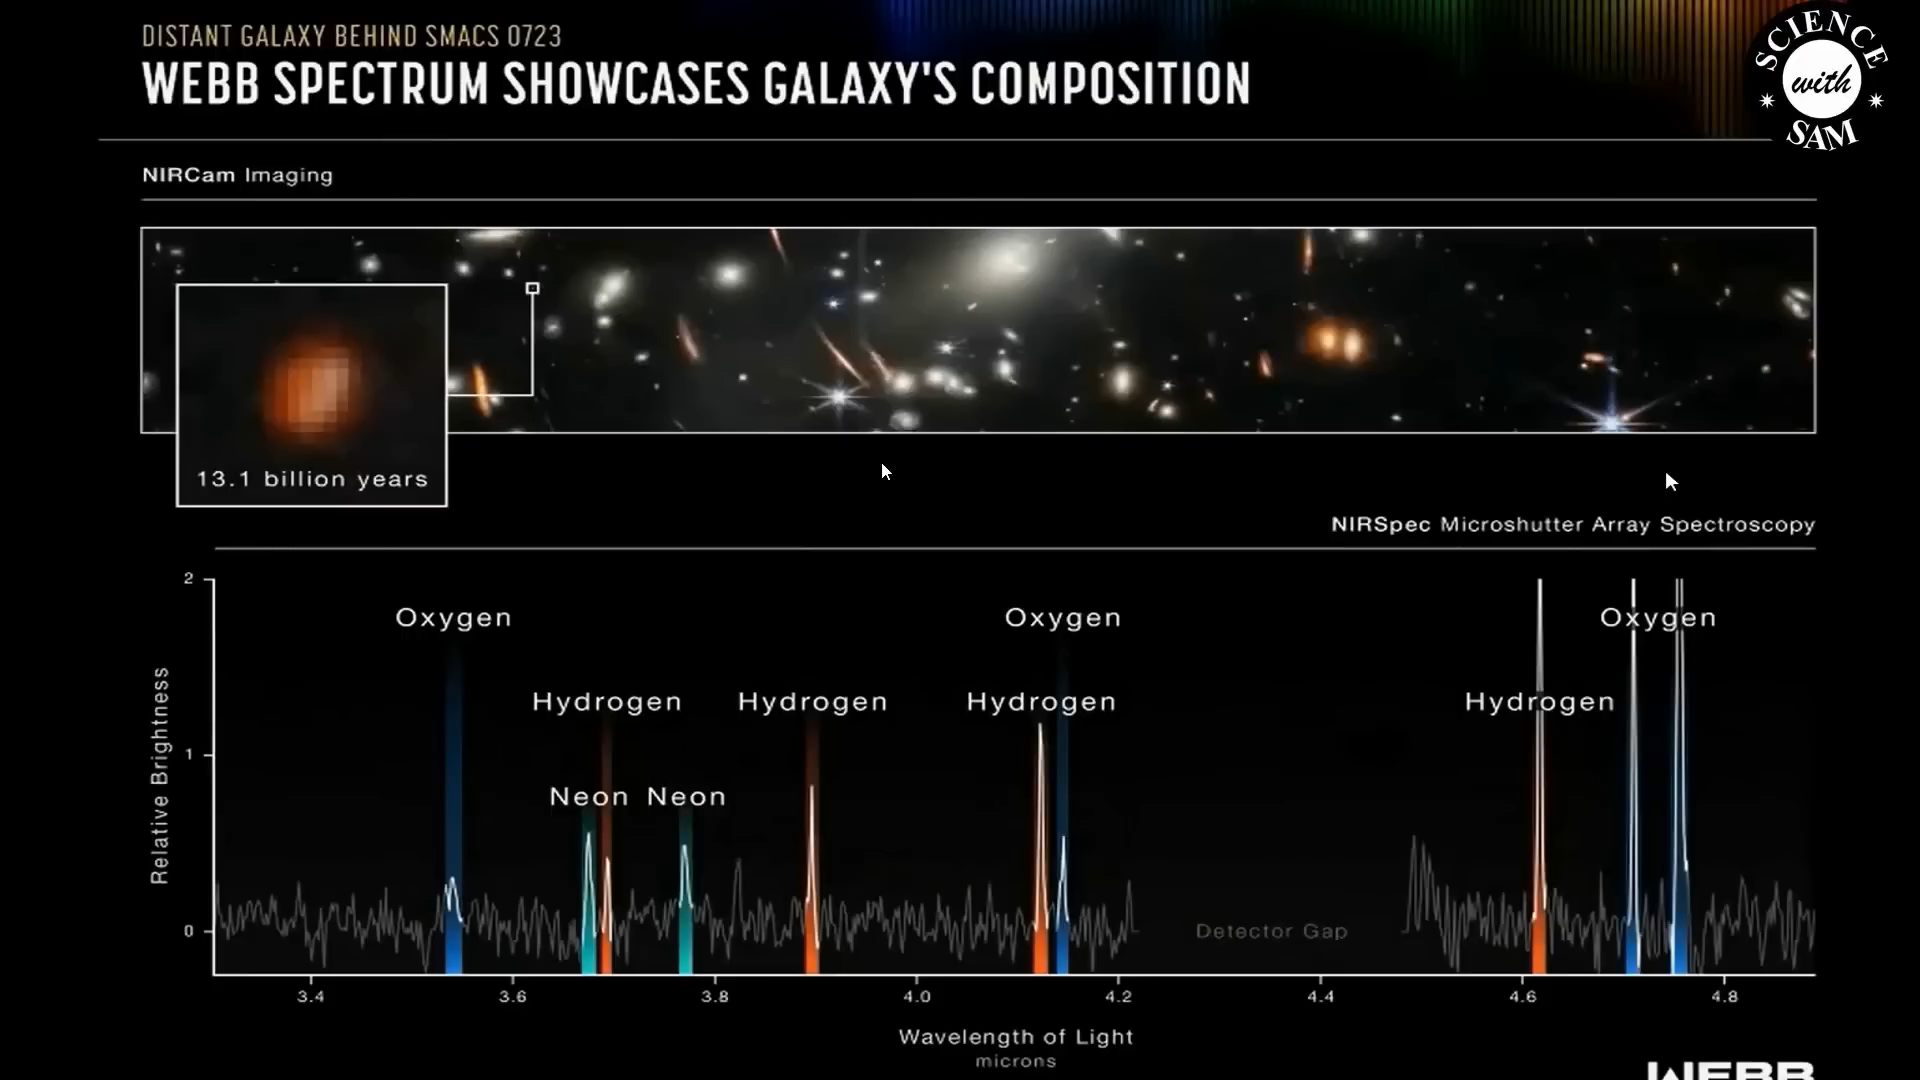 DISTANT GALAXY BEHIND SMACS 0723
WEBB SPECTRUM SHOWCASES GALAXY'S COMPOSITION
SCIENCE
with
SAM
NIRCam Imaging
13.1 billion years
NIRSpec Microshutter Array Spectroscopy
2
1
0
Relative Brightness
Oxygen
Oxygen
Oxygen
Hydrogen
Hydrogen
Hydrogen
Hydrogen
Neon
Neon
Detector Gap
3.4
3.6
3.8
4.0
4.2
4.4
4.6
4.8
Wavelength of Light
microns
WEBB